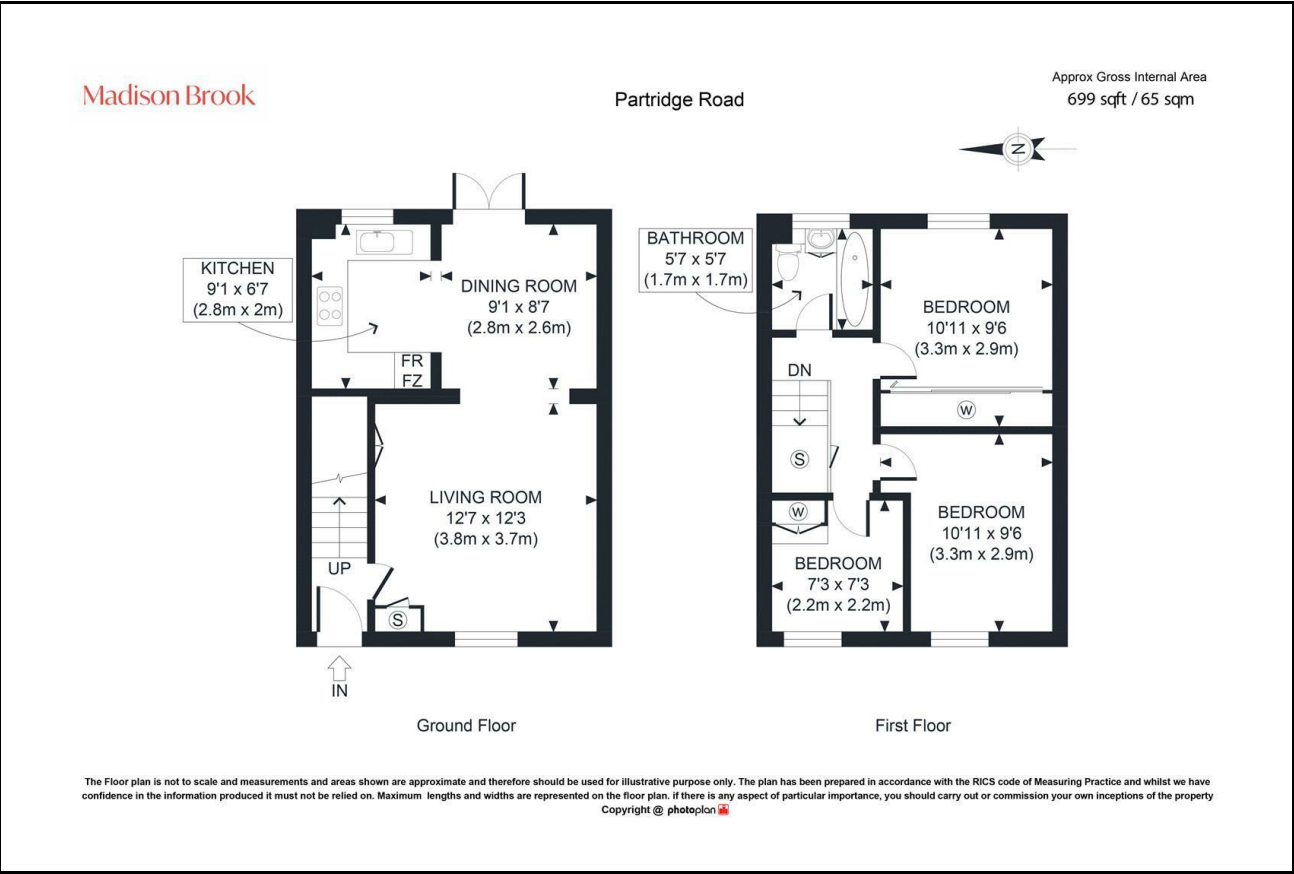 Madison Brook
Partridge Road
Approx Gross Internal Area
699 sqft / 65 sqm
N
KITCHEN
9'1 x 6'7
(2.8m x 2m)
DINING ROOM
9'1 x 8'7
(2.8m x 2.6m)
FR
FZ
LIVING ROOM
12'7 x 12'3
(3.8m x 3.7m)
UP
S
IN
Ground Floor
BATHROOM
5'7 x 5'7
(1.7m x 1.7m)
BEDROOM
10'11 x 9'6
(3.3m x 2.9m)
DN
W
S
BEDROOM
10'11 x 9'6
(3.3m x 2.9m)
W
BEDROOM
7'3 x 7'3
(2.2m x 2.2m)
First Floor
The Floor plan is not to scale and measurements and areas shown are approximate and therefore should be used for illustrative purpose only. The plan has been prepared in accordance with the RICS code of Measuring Practice and whilst we have
confidence in the information produced it must not be relied on. Maximum lengths and widths are represented on the floor plan. if there is any aspect of particular importance, you should carry out or commission your own inceptions of the property
Copyright @ photoplan